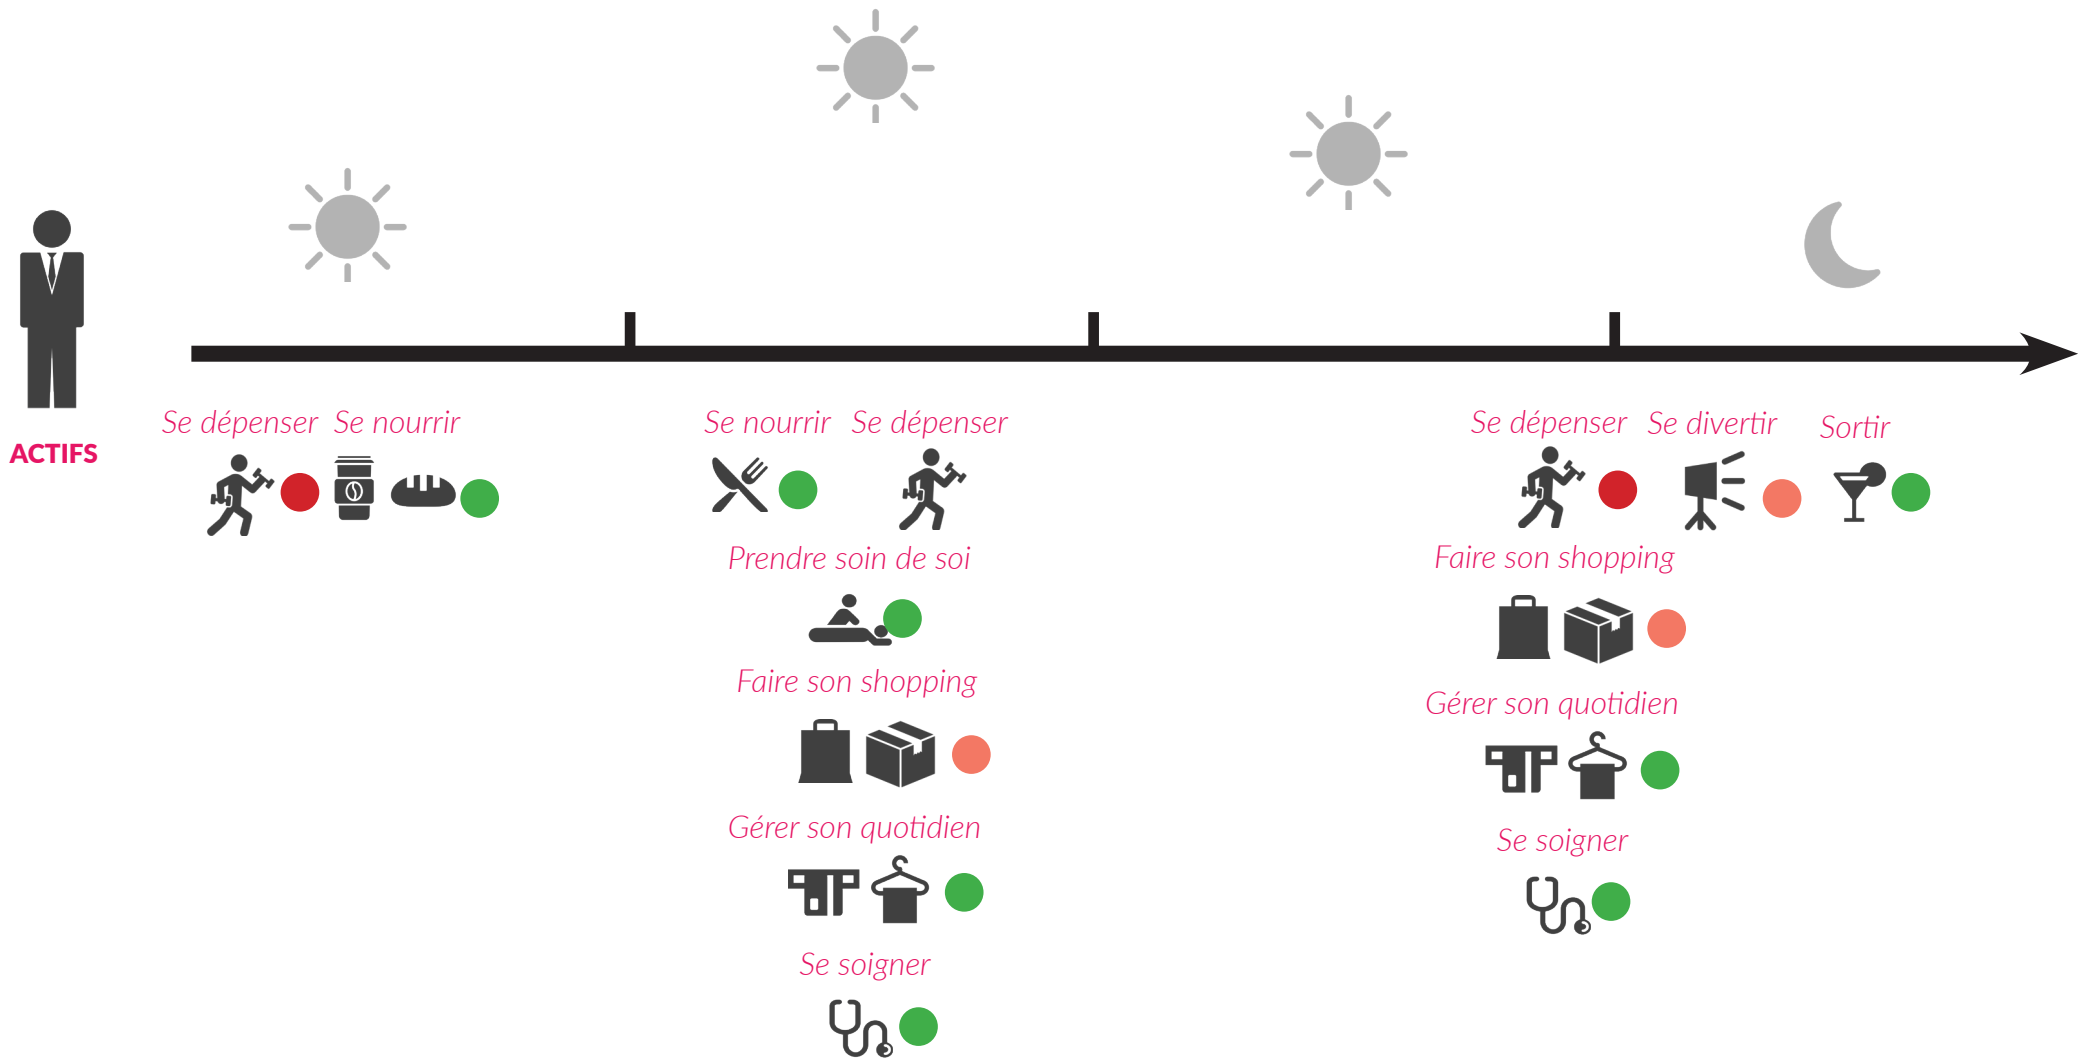 ACTIFS
Se dépenser
Se nourrir
Se nourrir
Se dépenser
Prendre soin de soi
Faire son shopping
Gérer son quotidien
Se soigner
Se dépenser
Se divertir
Sortir
Faire son shopping
Gérer son quotidien
Se soigner